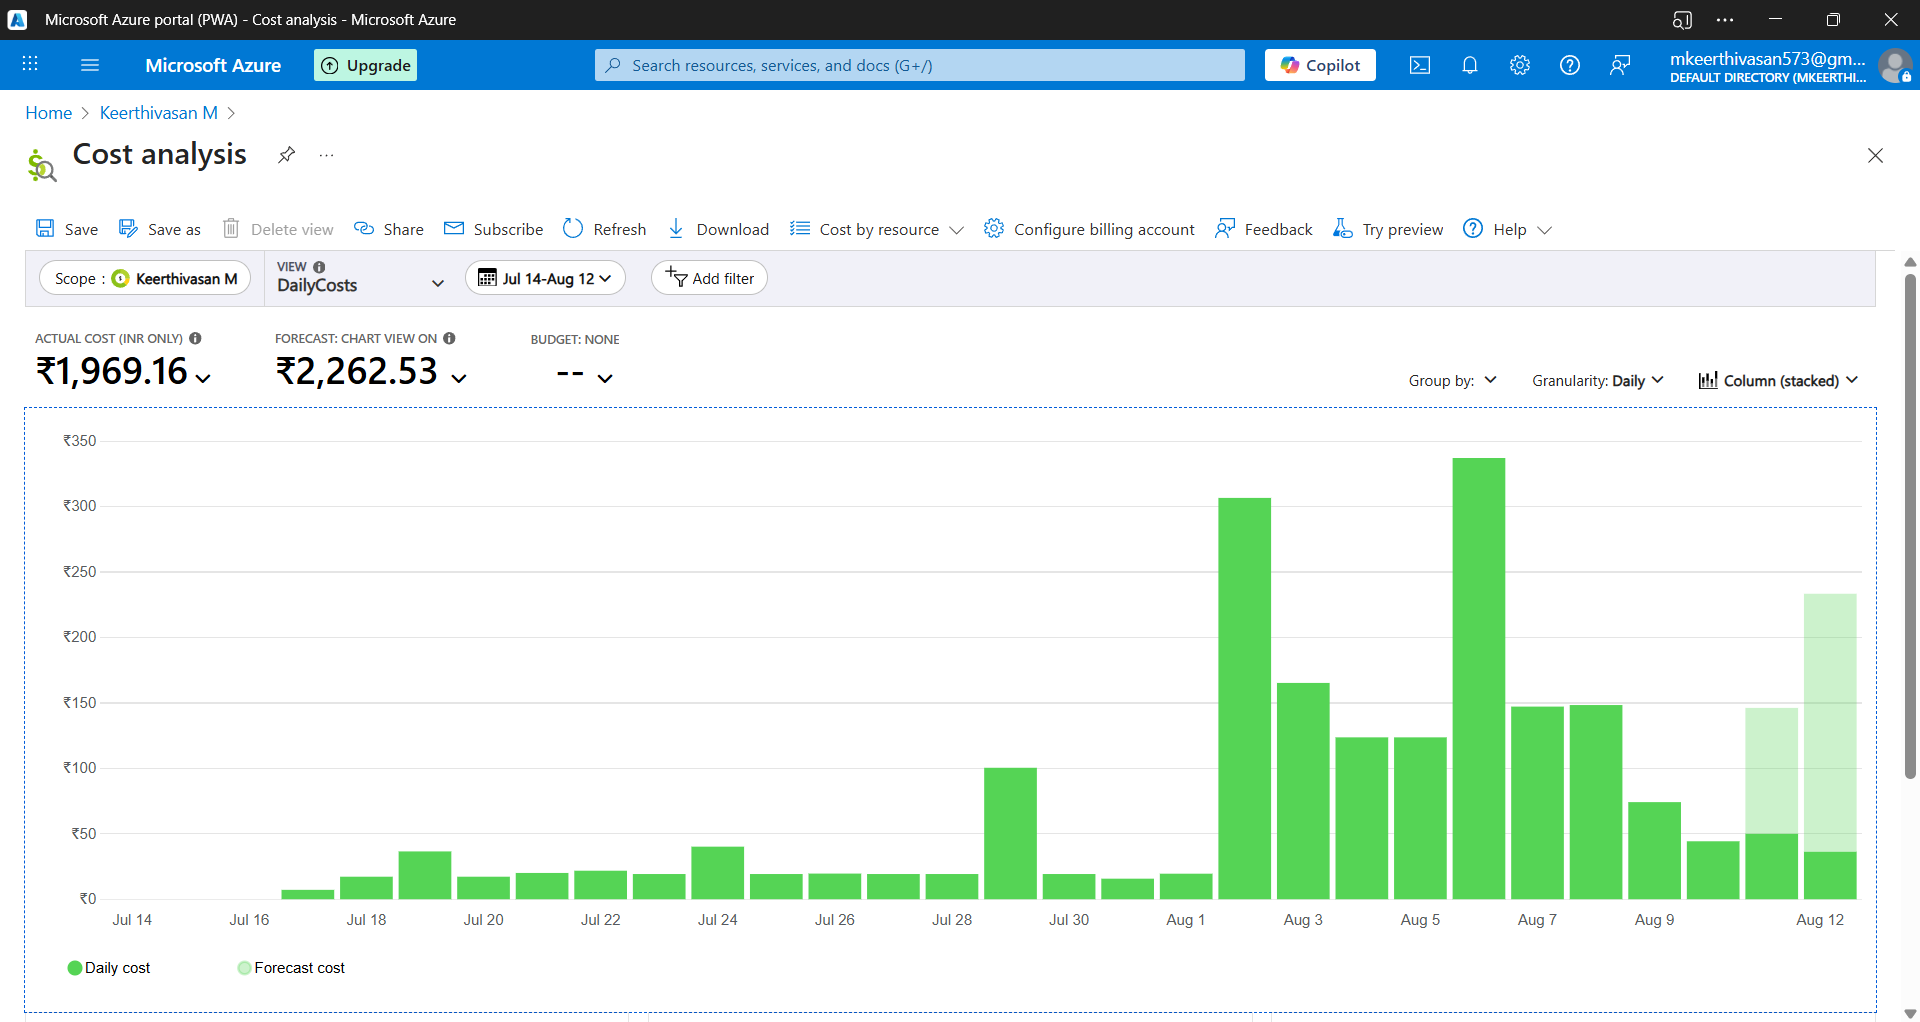 Microsoft Azure portal (PWA) - Cost analysis - Microsoft Azure
Microsoft Azure
Upgrade
Search resources, services, and docs (G+/)
Copilot
mkeerthivasan573@gm...
DEFAULT DIRECTORY (MKEERTHI...
Home > Keerthivasan M >
Cost analysis
Save
Save as
Delete view
Share
Subscribe
Refresh
Download
Cost by resource
Configure billing account
Feedback
Try preview
Help
Scope : Keerthivasan M
VIEW
DailyCosts
Jul 14-Aug 12
Add filter
ACTUAL COST (INR ONLY)
₹1,969.16
FORECAST: CHART VIEW ON
₹2,262.53
BUDGET: NONE
--
Group by:
Granularity: Daily
Column (stacked)
₹350
₹300
₹250
₹200
₹150
₹100
₹50
₹0
Jul 14
Jul 16
Jul 18
Jul 20
Jul 22
Jul 24
Jul 26
Jul 28
Jul 30
Aug 1
Aug 3
Aug 5
Aug 7
Aug 9
Aug 12
Daily cost
Forecast cost